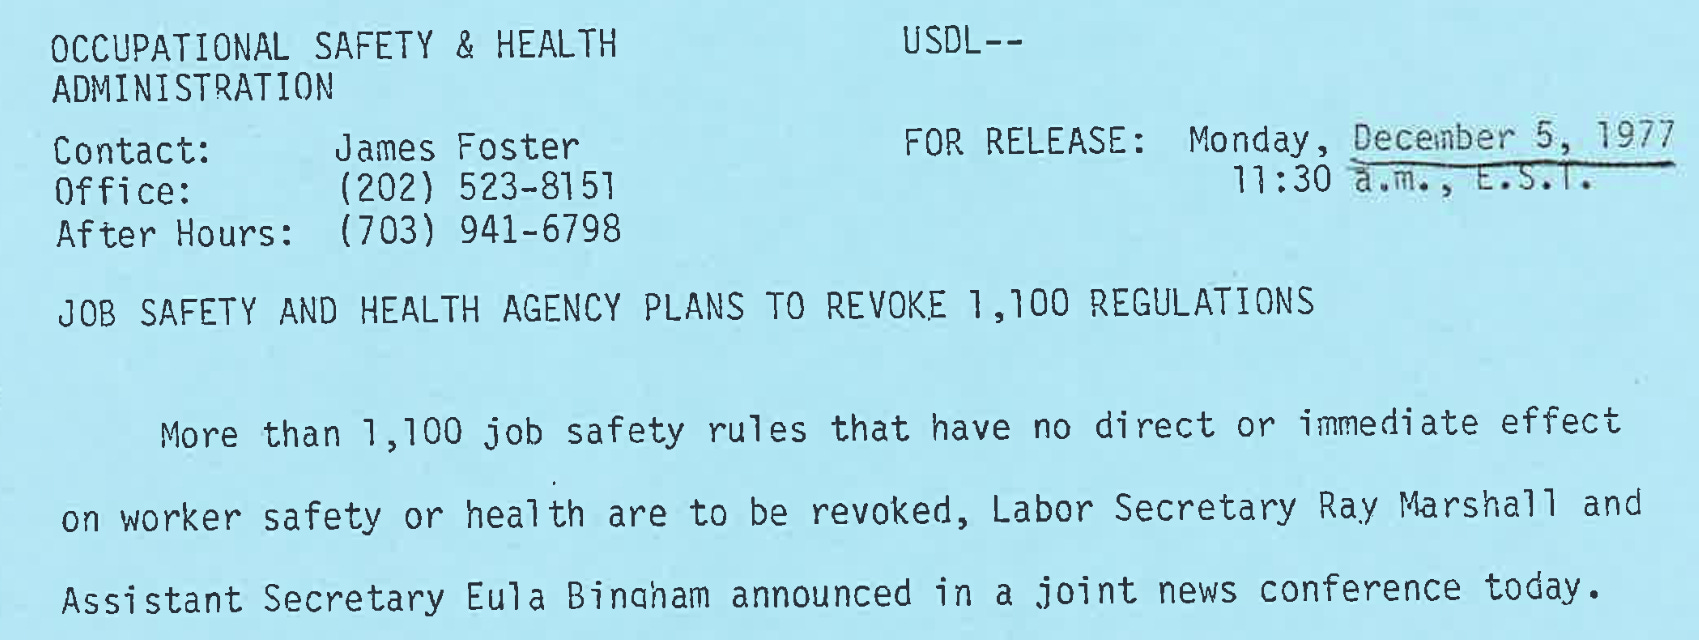 OCCUPATIONAL SAFETY & HEALTH
ADMINISTRATION
USDL--
Contact: James Foster
Office: (202) 523-8151
After Hours: (703) 941-6798
FOR RELEASE: Monday, December 5, 1977
11:30 a.m., E.S.T.
JOB SAFETY AND HEALTH AGENCY PLANS TO REVOKE 1,100 REGULATIONS
More than 1,100 job safety rules that have no direct or immediate effect
on worker safety or health are to be revoked, Labor Secretary Ray Marshall and
Assistant Secretary Eula Bingham announced in a joint news conference today.